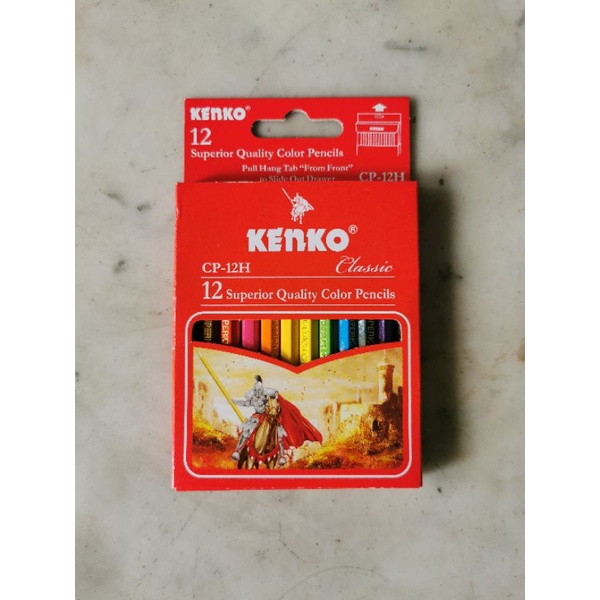 KENKO®
12
Superior Quality Color Pencils
Pull Hang Tab "From Front"
to Slide Out Drawer
CP-12H
KENKO®
CP-12H
Classic
12 Superior Quality Color Pencils